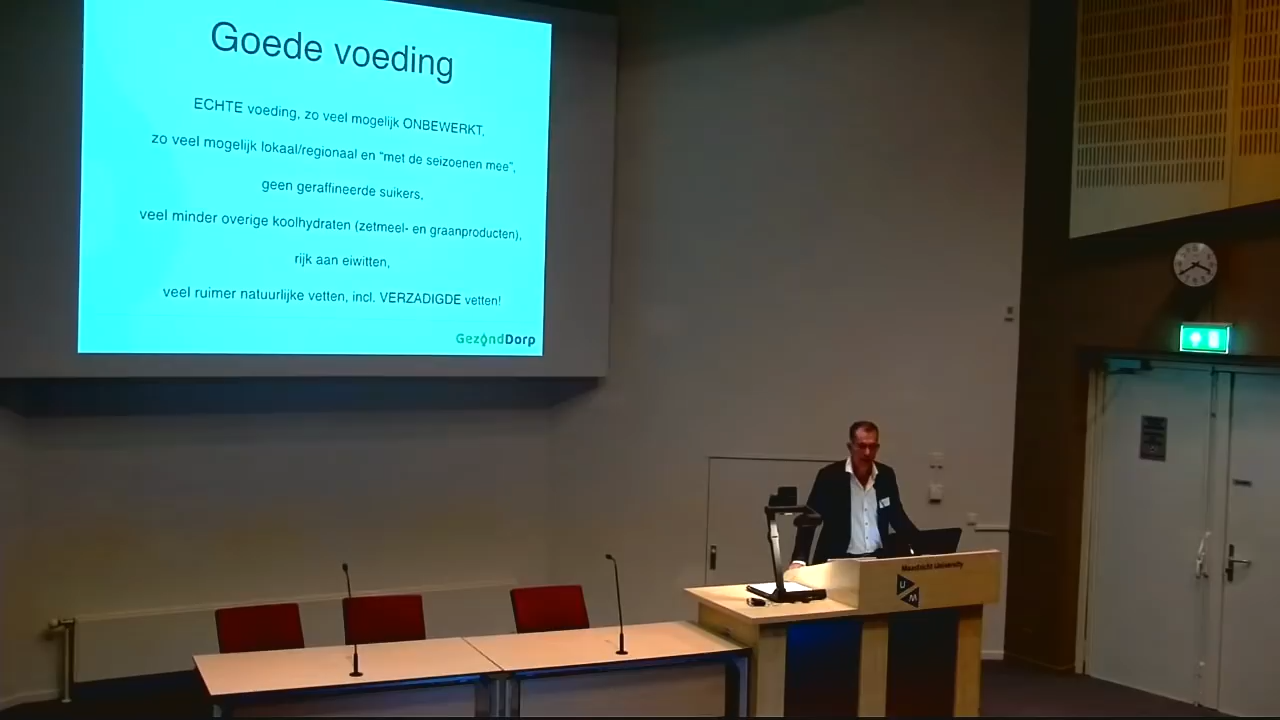 Goede voeding
ECHTE voeding, zo veel mogelijk ONBEWERKT,
zo veel mogelijk lokaal/regionaal en "met de seizoenen mee",
geen geraffineerde suikers,
veel minder overige koolhydraten (zetmeel- en graanproducten),
rijk aan eiwitten,
veel ruimer natuurlijke vetten, incl. VERZADIGDE vetten!
GezondDorp
Maastricht University
U
M